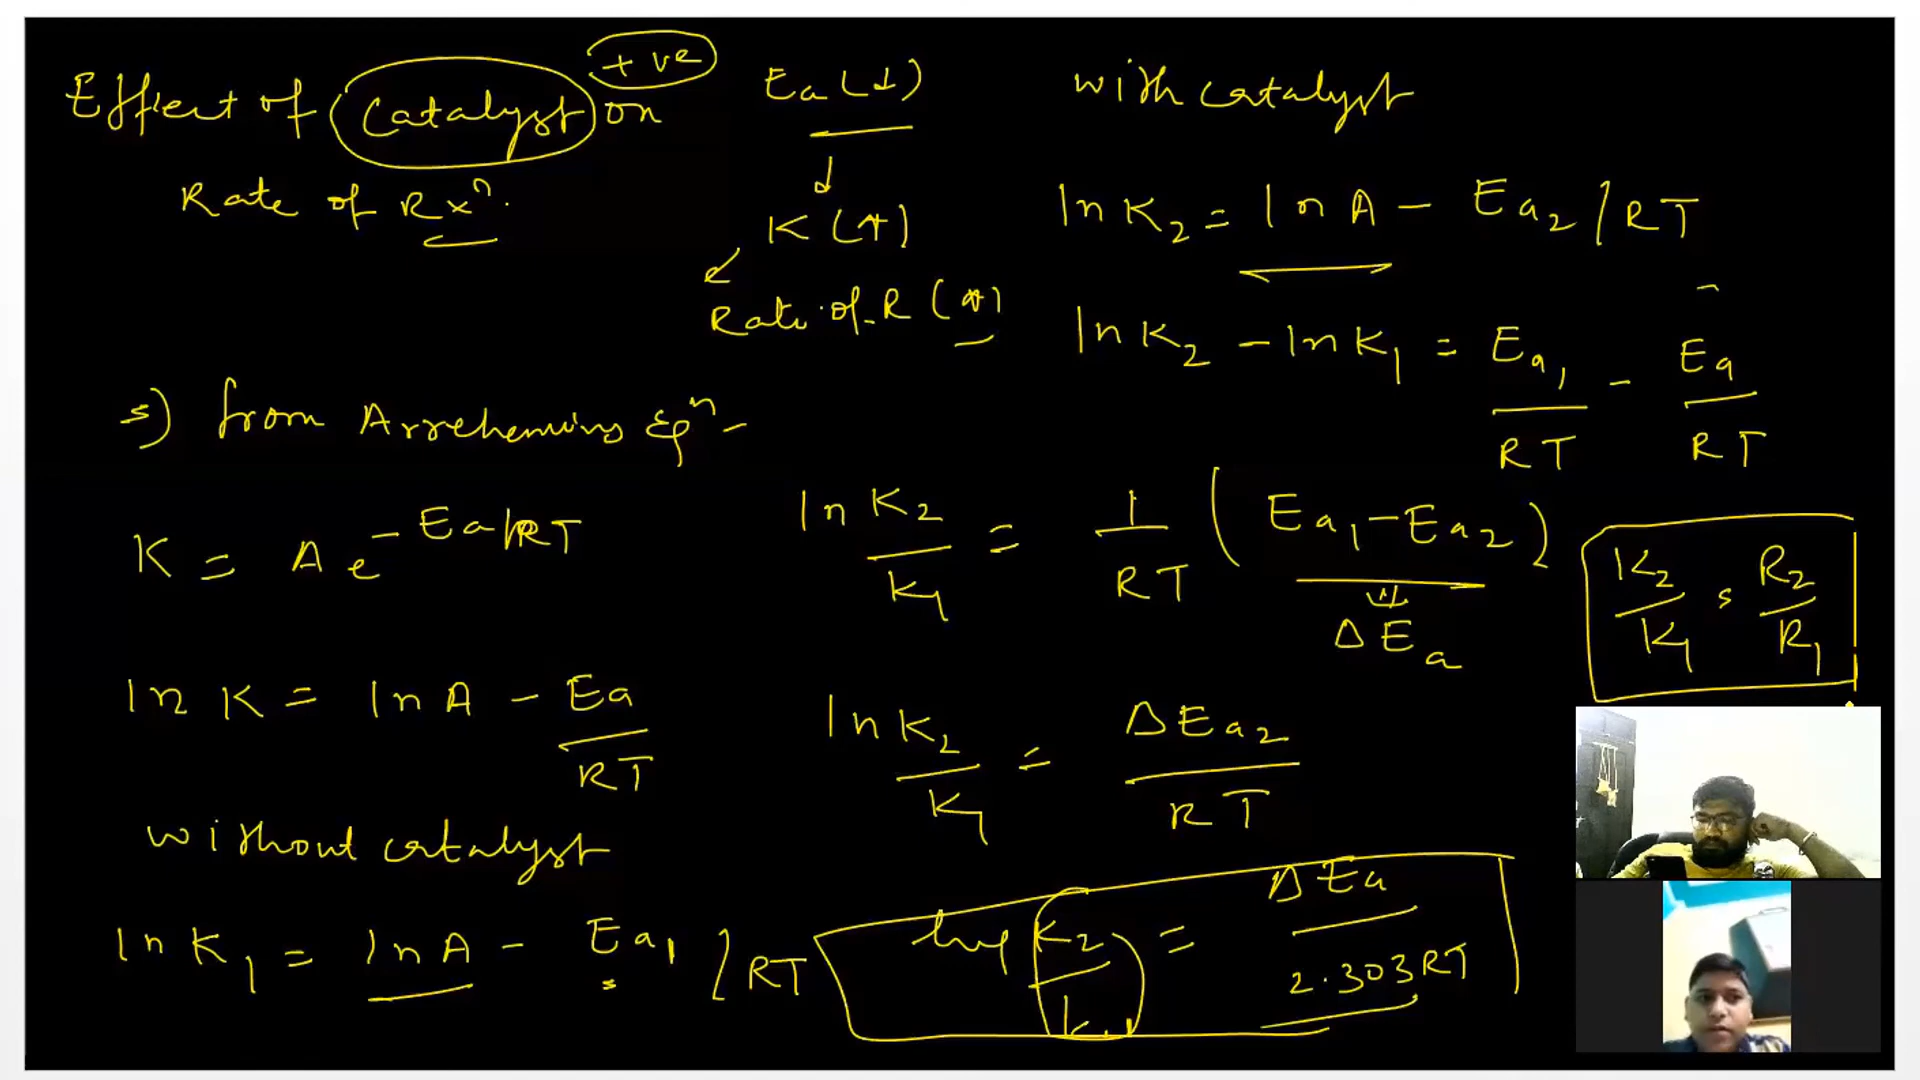 Effect of Catalyst on +ve
Rate of Rxⁿ.
Ea (↓)
↓
K (↑)
↙
Rate of R (↑)
⇒) from Arrehenius Eqⁿ -
K = A e^{-Ea/RT}
ln K = ln A - Ea/RT
without catalyst
ln K₁ = ln A - Ea₁/RT
with catalyst
ln K₂ = ln A - Ea₂/RT
ln K₂ - ln K₁ = Ea₁/RT - Ea/RT
ln K₂/K₁ = 1/RT (Ea₁ - Ea₂)
⇓
ΔEa
K₂/K₁ = R₂/R₁
ln K₂/K₁ = ΔEa₂/RT
log K₂/K₁ = ΔEa/2.303RT